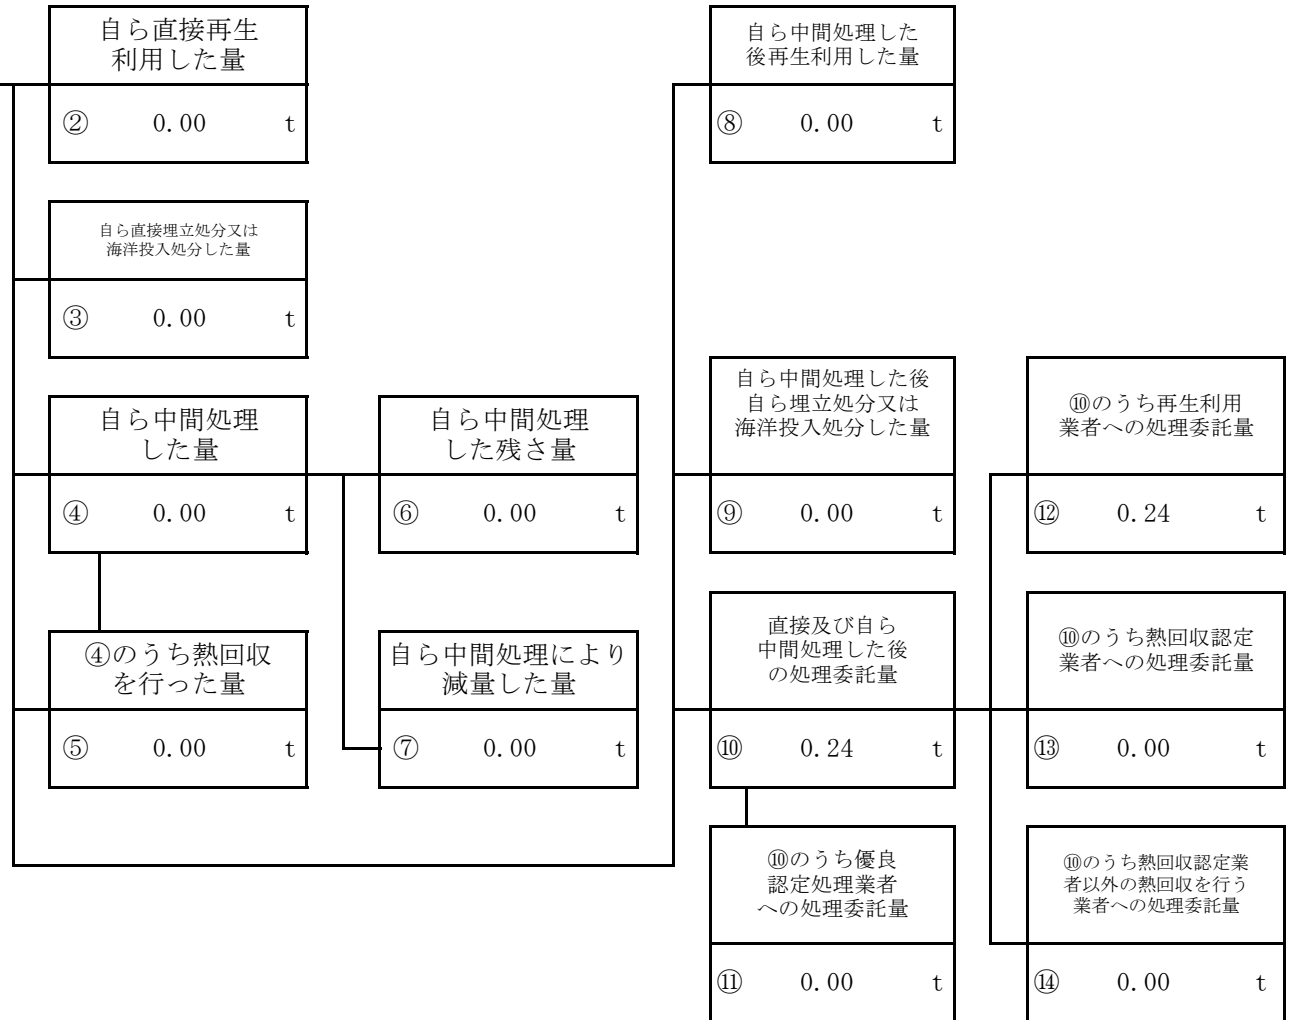 自ら直接再生
利用した量
② 0.00 t
自ら直接埋立処分又は
海洋投入処分した量
③ 0.00 t
自ら中間処理
した量
④ 0.00 t
④のうち熱回収
を行った量
⑤ 0.00 t
自ら中間処理
した残さ量
⑥ 0.00 t
自ら中間処理により
減量した量
⑦ 0.00 t
自ら中間処理した
後再生利用した量
⑧ 0.00 t
自ら中間処理した後
自ら埋立処分又は
海洋投入処分した量
⑨ 0.00 t
直接及び自ら
中間処理した後
の処理委託量
⑩ 0.24 t
⑩のうち優良
認定処理業者
への処理委託量
⑪ 0.00 t
⑩のうち再生利用
業者への処理委託量
⑫ 0.24 t
⑩のうち熱回収認定
業者への処理委託量
⑬ 0.00 t
⑩のうち熱回収認定業
者以外の熱回収を行う
業者への処理委託量
⑭ 0.00 t